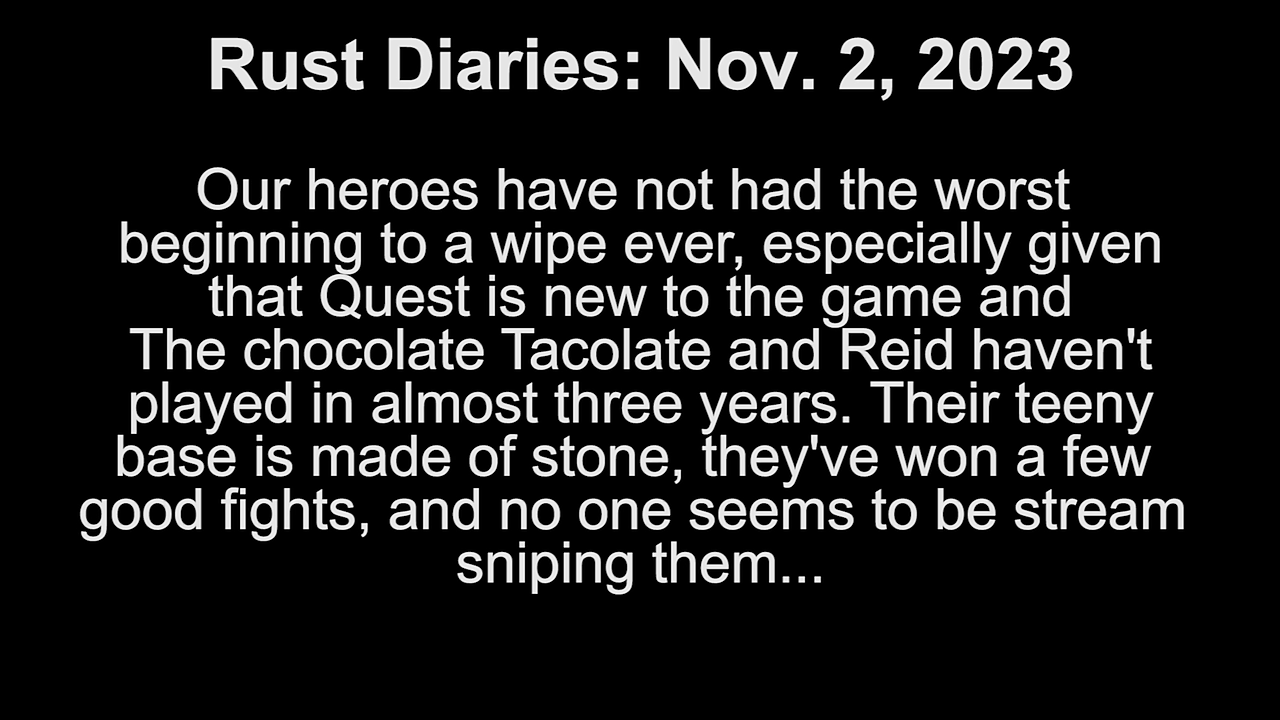 Rust Diaries: Nov. 2, 2023
Our heroes have not had the worst
beginning to a wipe ever, especially given
that Quest is new to the game and
The chocolate Tacolate and Reid haven't
played in almost three years. Their teeny
base is made of stone, they've won a few
good fights, and no one seems to be stream
sniping them...